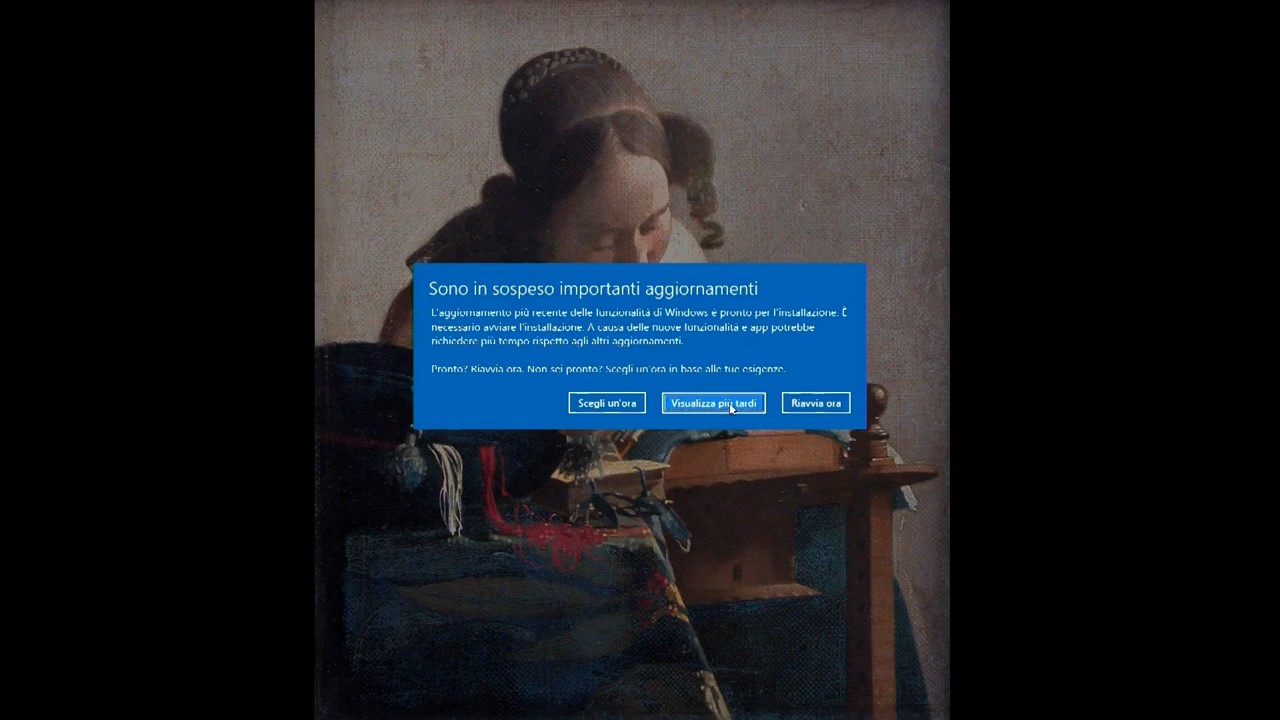 Sono in sospeso importanti aggiornamenti
L'aggiornamento più recente delle funzionalità di Windows è pronto per l'installazione. È
necessario avviare l'installazione. A causa delle nuove funzionalità e app potrebbe
richiedere più tempo rispetto agli altri aggiornamenti.
Pronto? Riavvia ora. Non sei pronto? Scegli un'ora in base alle tue esigenze.
Scegli un'ora Visualizza più tardi Riavvia ora